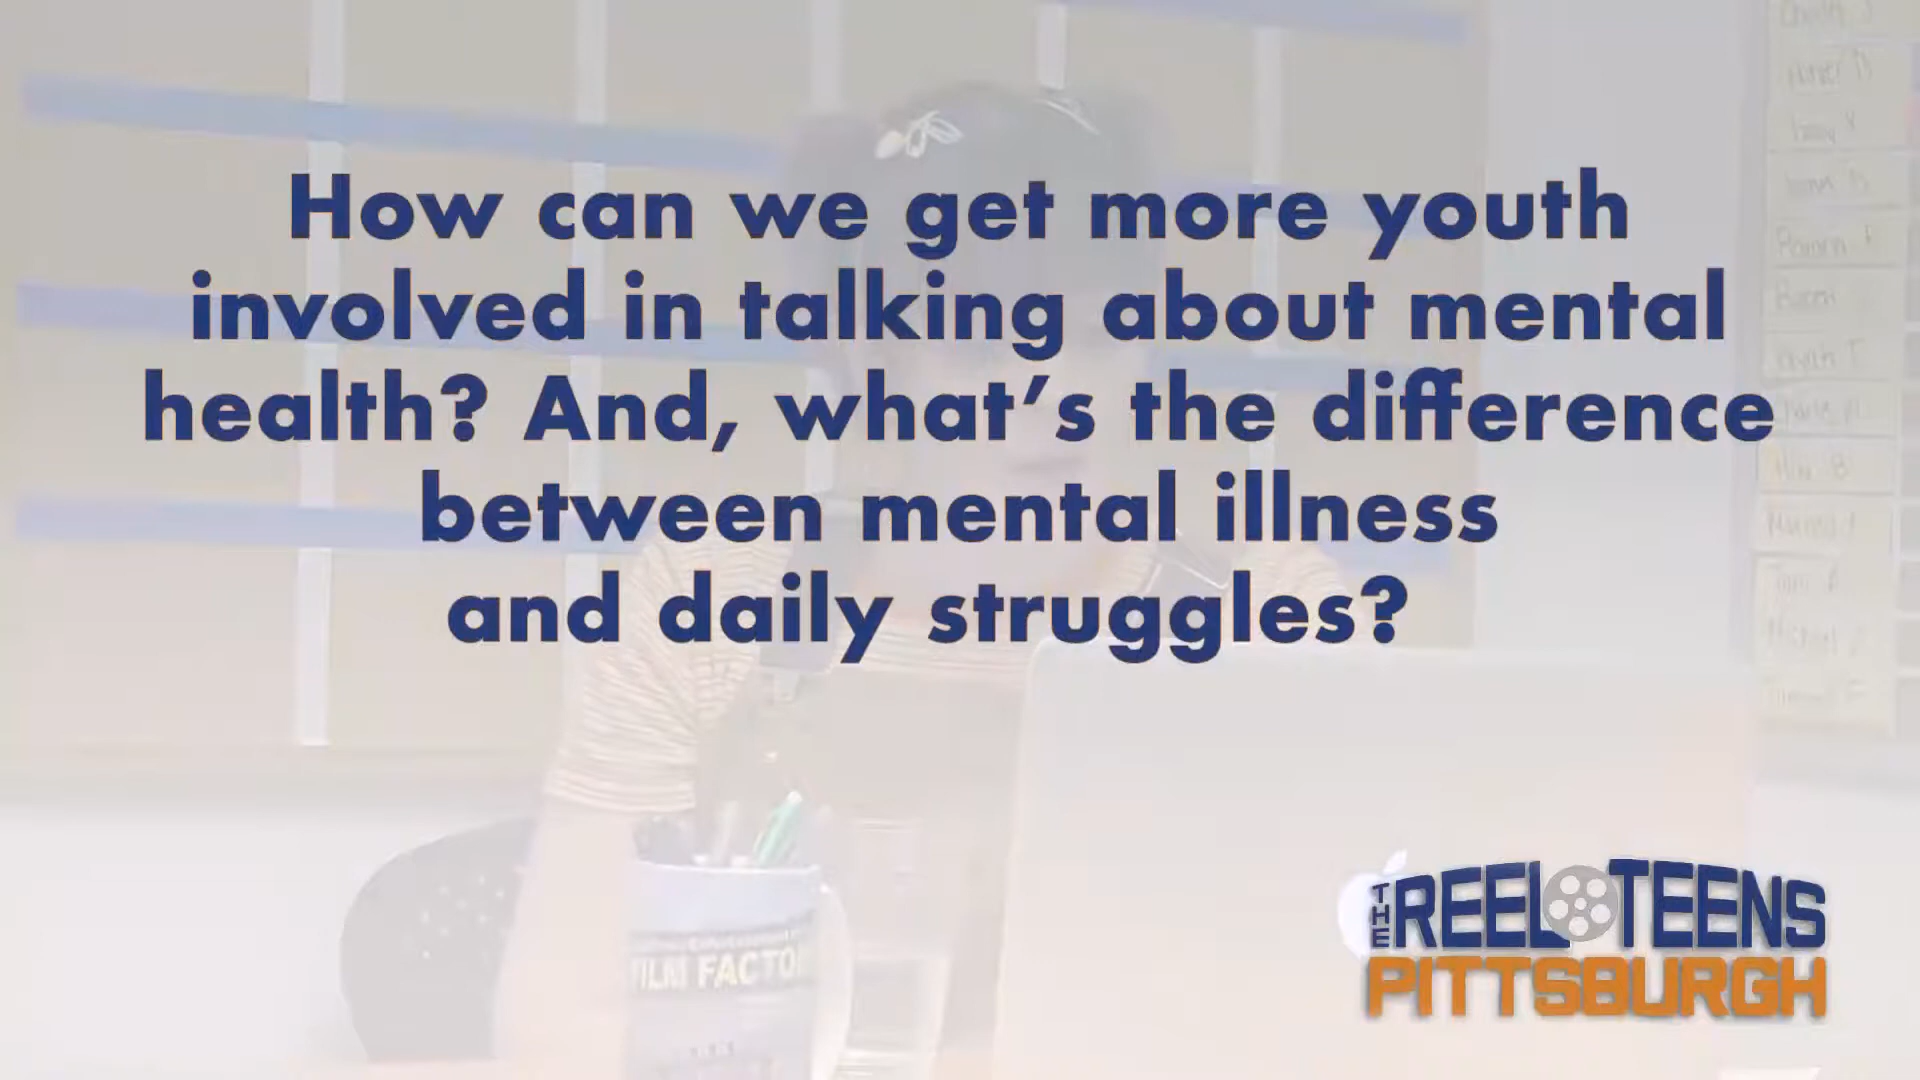 How can we get more youth
involved in talking about mental
health? And, what's the difference
between mental illness
and daily struggles?
THE REEL TEENS
PITTSBURGH
FILM FACTO